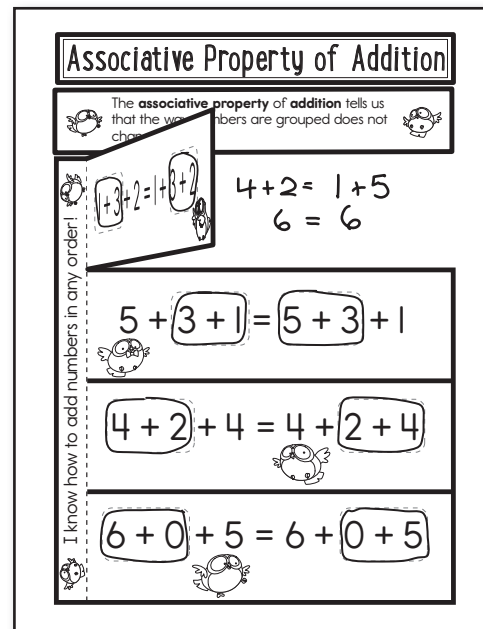 Associative Property of Addition
The associative property of addition tells us
that the way numbers are grouped does not
1 + 3 + 2 = 1 + 3 + 2
4 + 2 = 1 + 5
6 = 6
I know how to add numbers in any order!
5 + 3 + 1 = 5 + 3 + 1
4 + 2 + 4 = 4 + 2 + 4
6 + 0 + 5 = 6 + 0 + 5